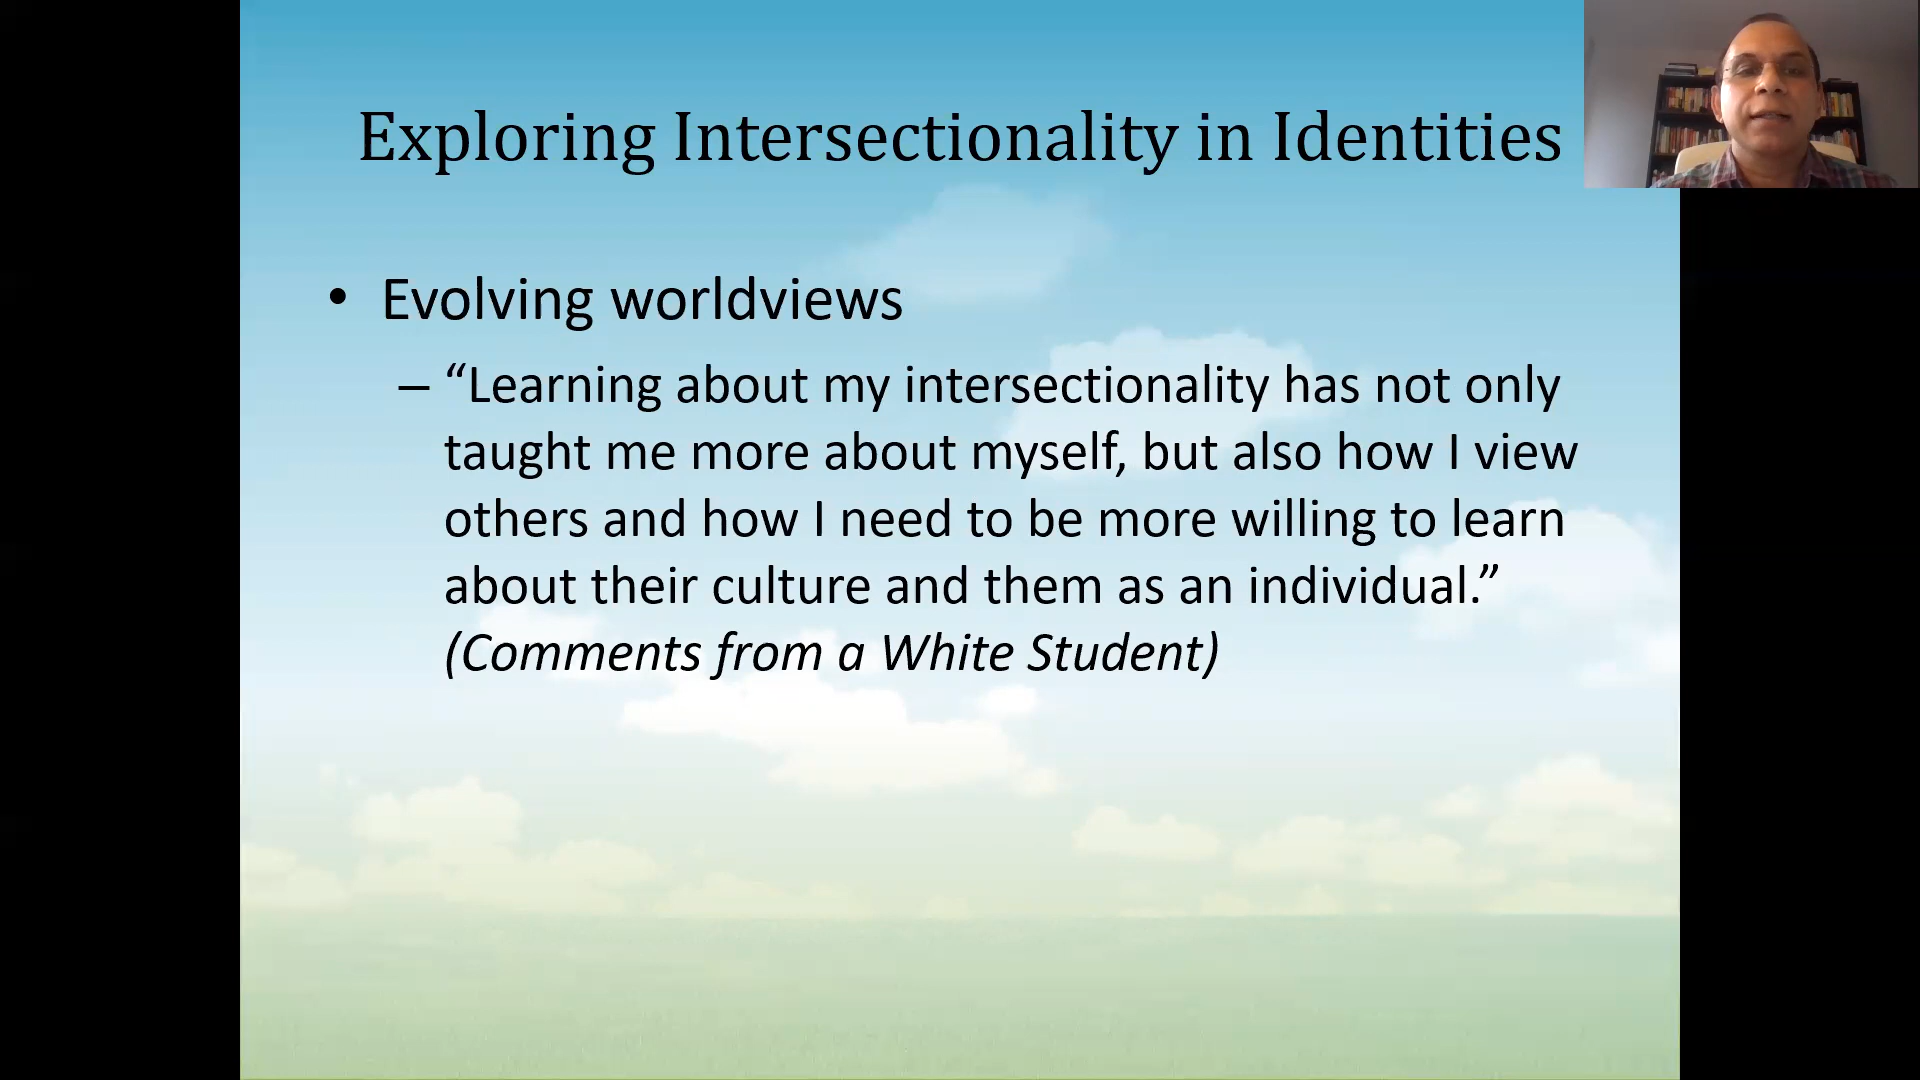 Exploring Intersectionality in Identities
• Evolving worldviews
– “Learning about my intersectionality has not only
taught me more about myself, but also how I view
others and how I need to be more willing to learn
about their culture and them as an individual.”
(Comments from a White Student)